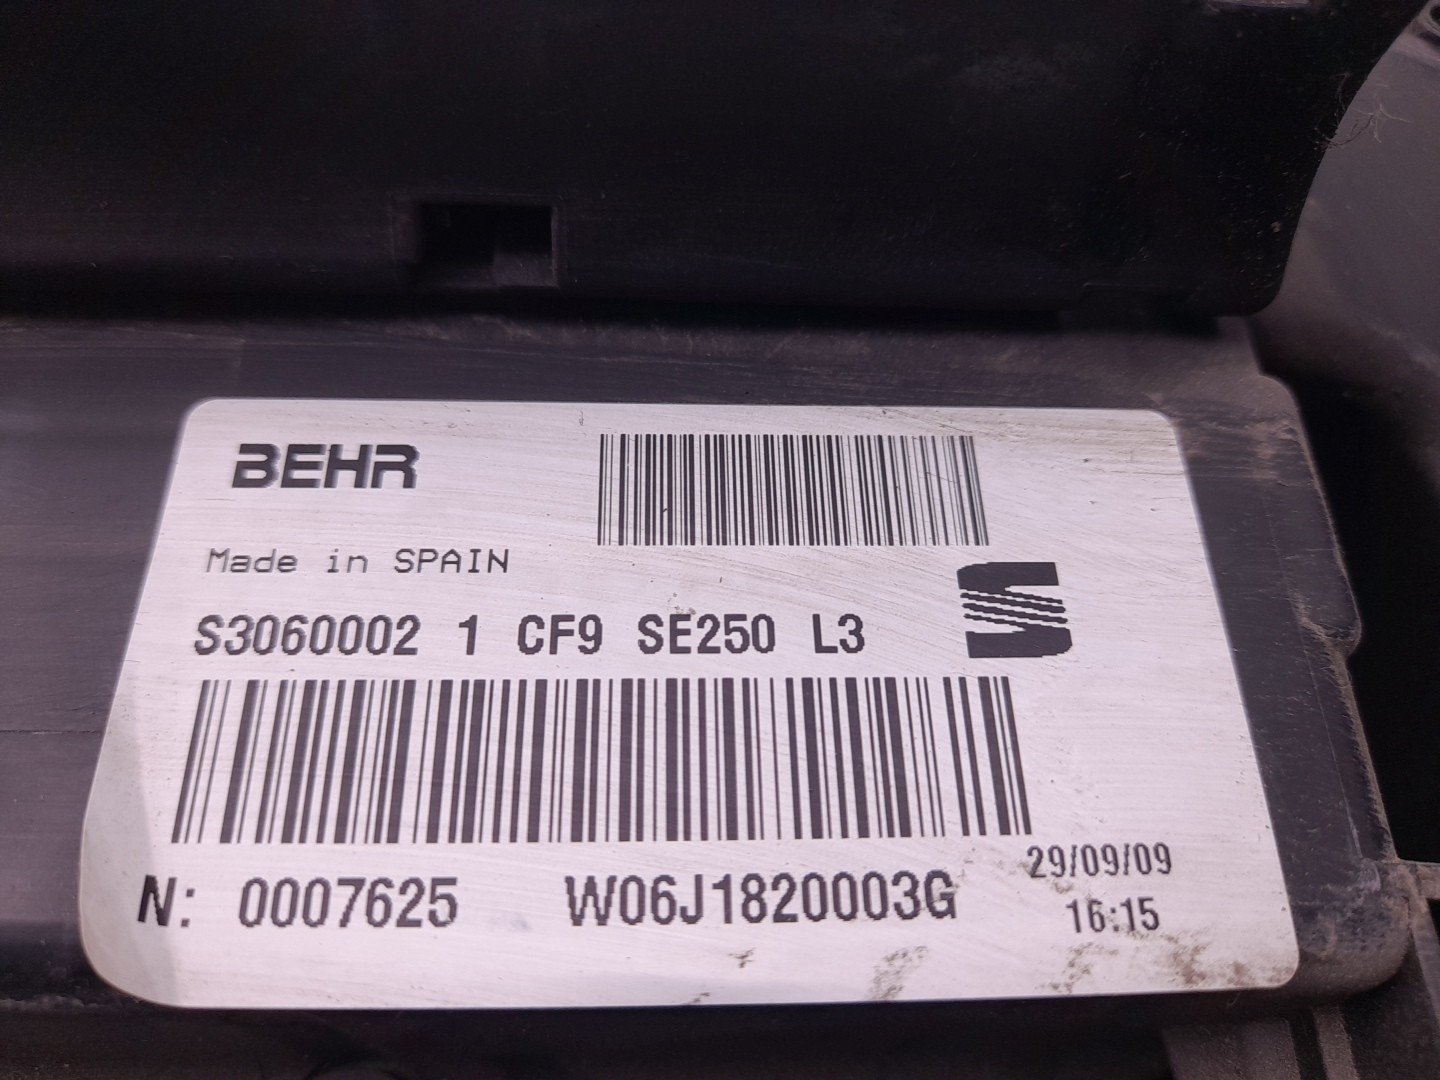 BEHR
Made in SPAIN
S3060002 1 CF9 SE250 L3
N: 0007625 W06J1820003G
29/09/09
16:15